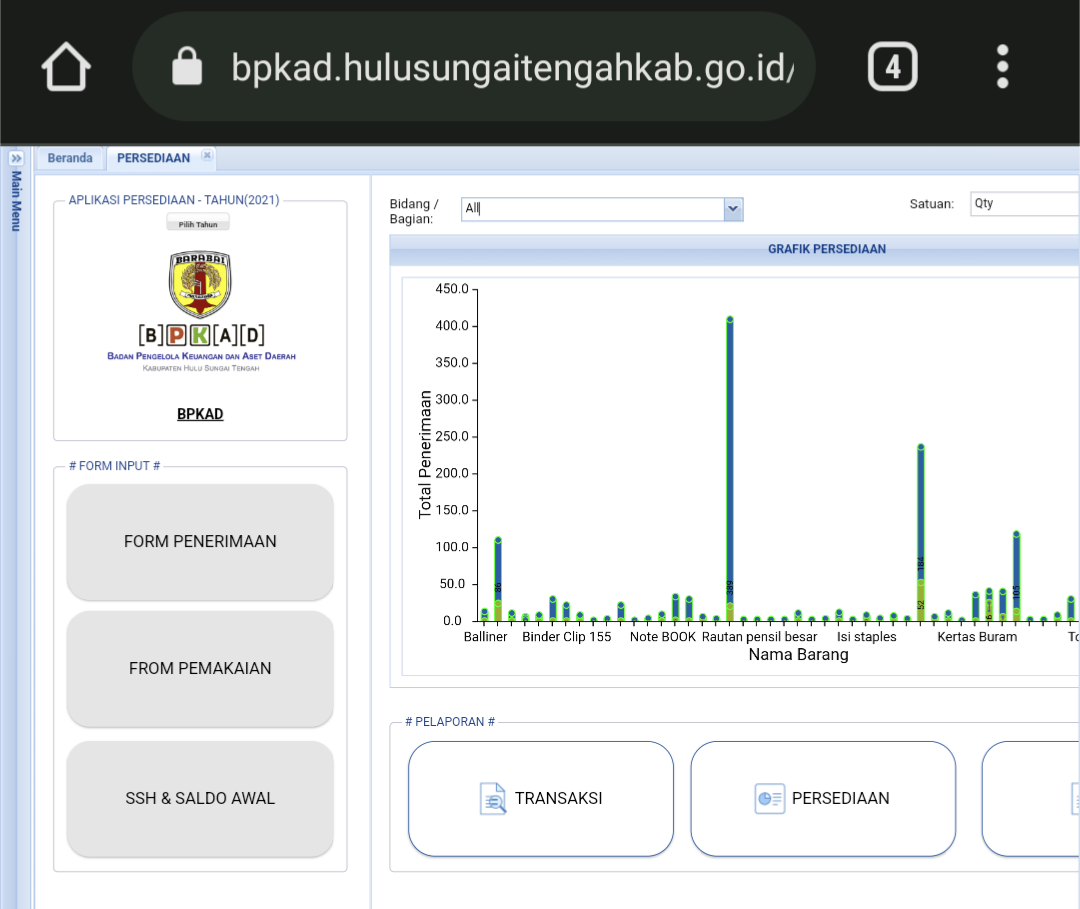 bpkad.hulusungaitengahkab.go.id/
4
Main Menu
Beranda
PERSEDIAAN
APLIKASI PERSEDIAAN - TAHUN(2021)
Pilih Tahun
BARABAI
[B][P][K][A][D]
BADAN PENGELOLA KEUANGAN DAN ASET DAERAH
KABUPATEN HULU SUNGAI TENGAH
BPKAD
# FORM INPUT #
FORM PENERIMAAN
FROM PEMAKAIAN
SSH & SALDO AWAL
Bidang /
Bagian:
All
Satuan:
Qty
GRAFIK PERSEDIAAN
Total Penerimaan
450.0
400.0
350.0
300.0
250.0
200.0
150.0
100.0
50.0
0.0
86
389
184
52
105
Balliner
Binder Clip 155
Note BOOK
Rautan pensil besar
Isi staples
Kertas Buram
Nama Barang
# PELAPORAN #
TRANSAKSI
PERSEDIAAN